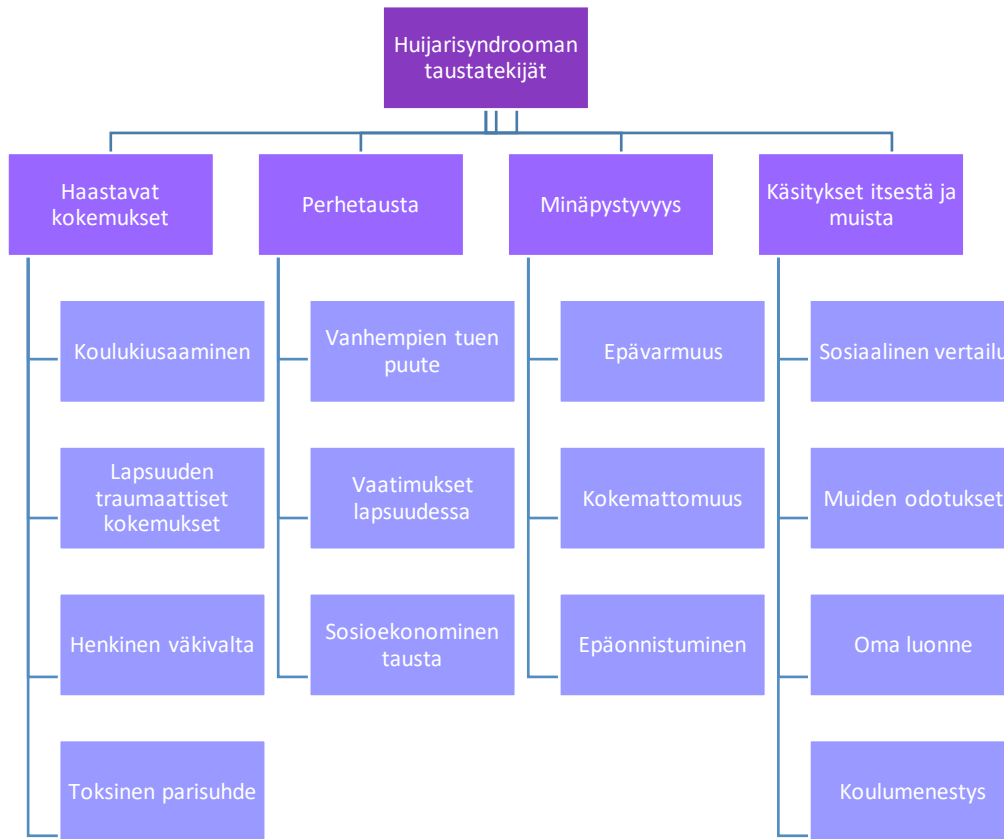 Huijarisyndrooman
taustatekijät
Haastavat
kokemukset
Perhetausta
Minäpystyvyys
Käsitykset itsestä ja
muista
Koulukiusaaminen
Lapsuuden
traumaattiset
kokemukset
Henkinen väkivalta
Toksinen parisuhde
Vanhempien tuen
puute
Vaatimukset
lapsuudessa
Sosioekonominen
tausta
Epävarmuus
Kokemattomuus
Epäonnistuminen
Sosiaalinen vertailu
Muiden odotukset
Oma luonne
Koulumenestys